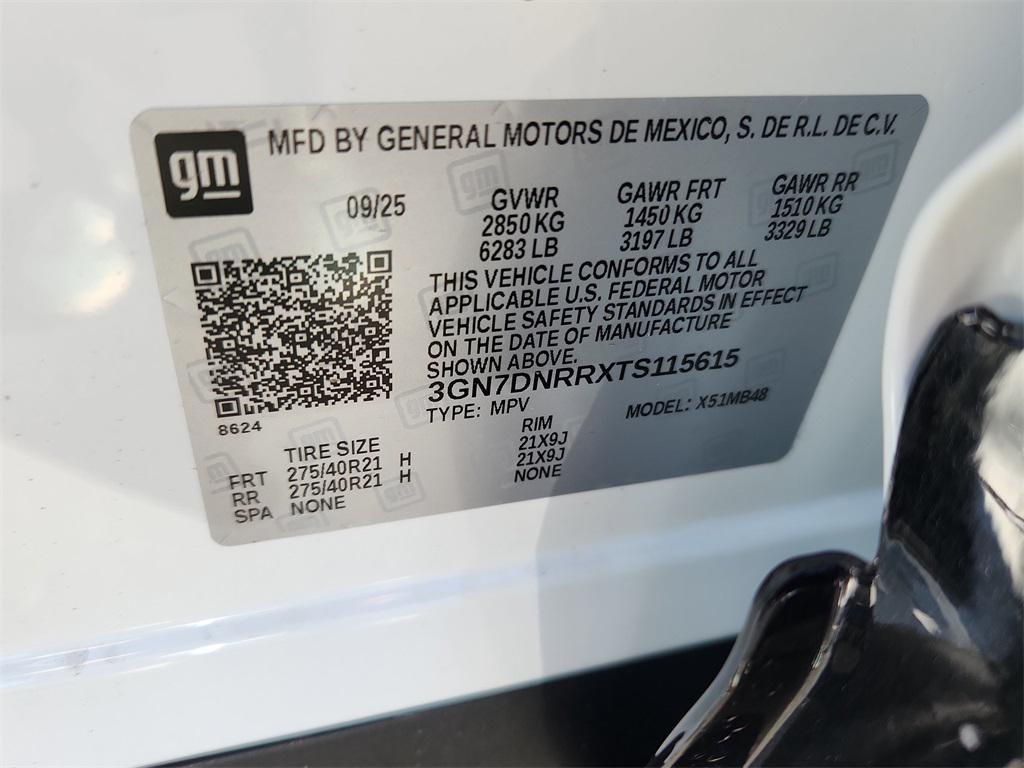 gm
MFD BY GENERAL MOTORS DE MEXICO, S. DE R.L. DE C.V.
09/25 GVWR GAWR FRT GAWR RR
2850 KG 1450 KG 1510 KG
6283 LB 3197 LB 3329 LB
THIS VEHICLE CONFORMS TO ALL
APPLICABLE U.S. FEDERAL MOTOR
VEHICLE SAFETY STANDARDS IN EFFECT
ON THE DATE OF MANUFACTURE
SHOWN ABOVE.
3GN7DNRRXTS115615
TYPE: MPV MODEL: X51MB48
8624
TIRE SIZE RIM
FRT 275/40R21 H 21X9J
RR 275/40R21 H 21X9J
SPA NONE NONE